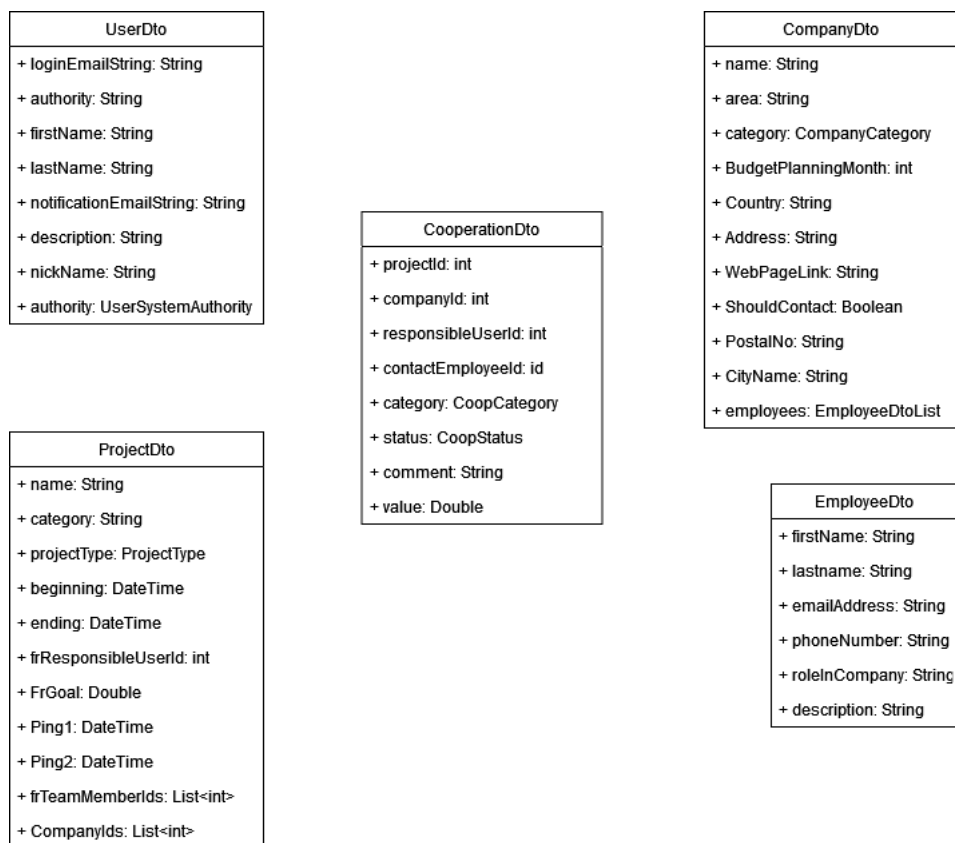 UserDto
+ loginEmailString: String
+ authority: String
+ firstName: String
+ lastName: String
+ notificationEmailString: String
+ description: String
+ nickName: String
+ authority: UserSystemAuthority
ProjectDto
+ name: String
+ category: String
+ projectType: ProjectType
+ beginning: DateTime
+ ending: DateTime
+ frResponsibleUserId: int
+ FrGoal: Double
+ Ping1: DateTime
+ Ping2: DateTime
+ frTeamMemberIds: List<int>
+ CompanyIds: List<int>
CooperationDto
+ projectId: int
+ companyId: int
+ responsibleUserId: int
+ contactEmployeeId: id
+ category: CoopCategory
+ status: CoopStatus
+ comment: String
+ value: Double
CompanyDto
+ name: String
+ area: String
+ category: CompanyCategory
+ BudgetPlanningMonth: int
+ Country: String
+ Address: String
+ WebPageLink: String
+ ShouldContact: Boolean
+ PostalNo: String
+ CityName: String
+ employees: EmployeeDtoList
EmployeeDto
+ firstName: String
+ lastname: String
+ emailAddress: String
+ phoneNumber: String
+ roleInCompany: String
+ description: String